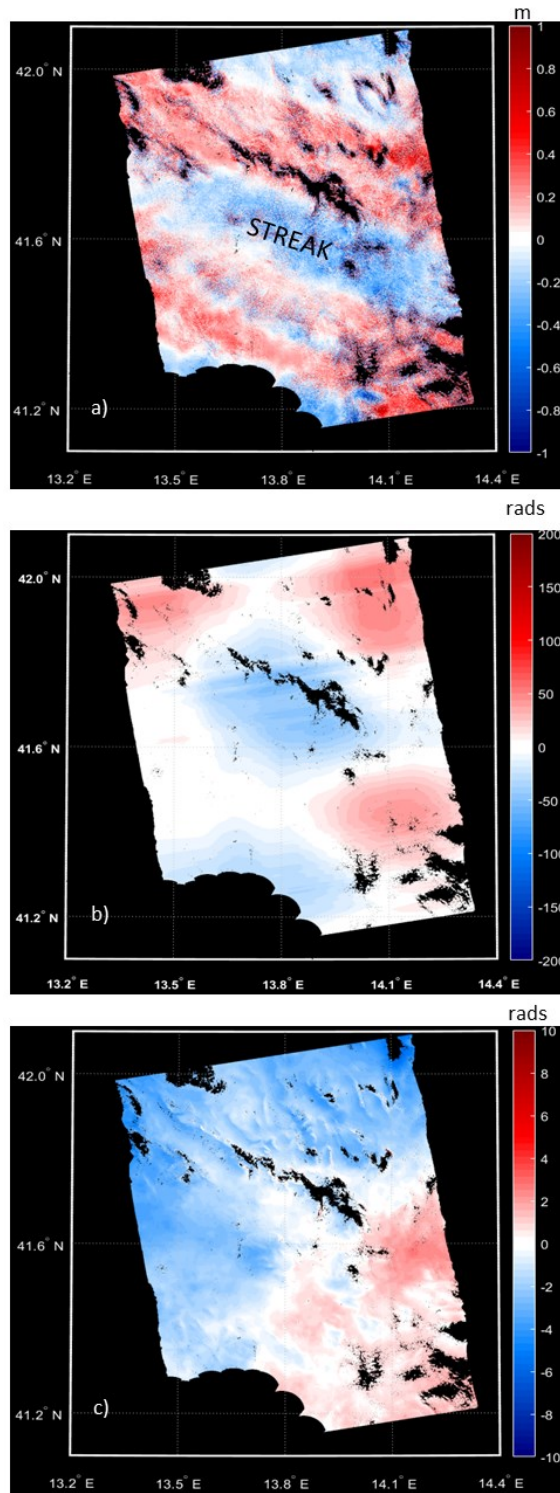 m
42.0° N
41.6° N
41.2° N
STREAK
a)
13.2° E 13.5° E 13.8° E 14.1° E 14.4° E
1
0.8
0.6
0.4
0.2
0
-0.2
-0.4
-0.6
-0.8
-1
rads
42.0° N
41.6° N
41.2° N
b)
13.2° E 13.5° E 13.8° E 14.1° E 14.4° E
200
150
100
50
0
-50
-100
-150
-200
rads
42.0° N
41.6° N
41.2° N
c)
13.2° E 13.5° E 13.8° E 14.1° E 14.4° E
10
8
6
4
2
0
-2
-4
-6
-8
-10